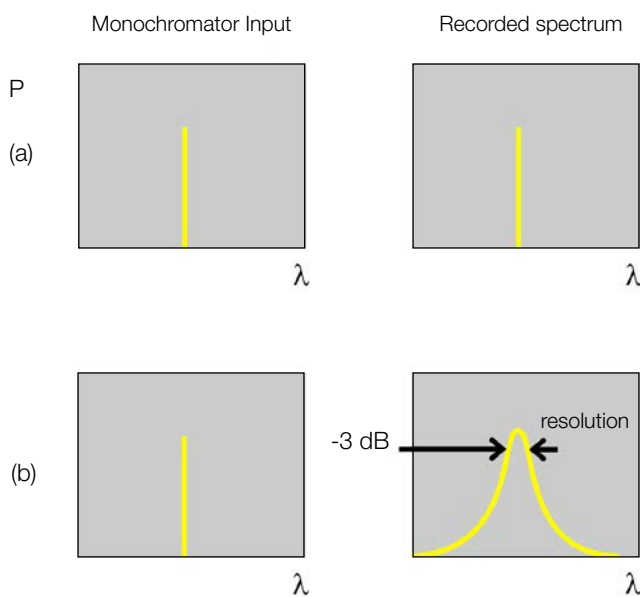 Monochromator Input
Recorded spectrum
P
(a)
λ
λ
-3 dB
resolution
(b)
λ
λ